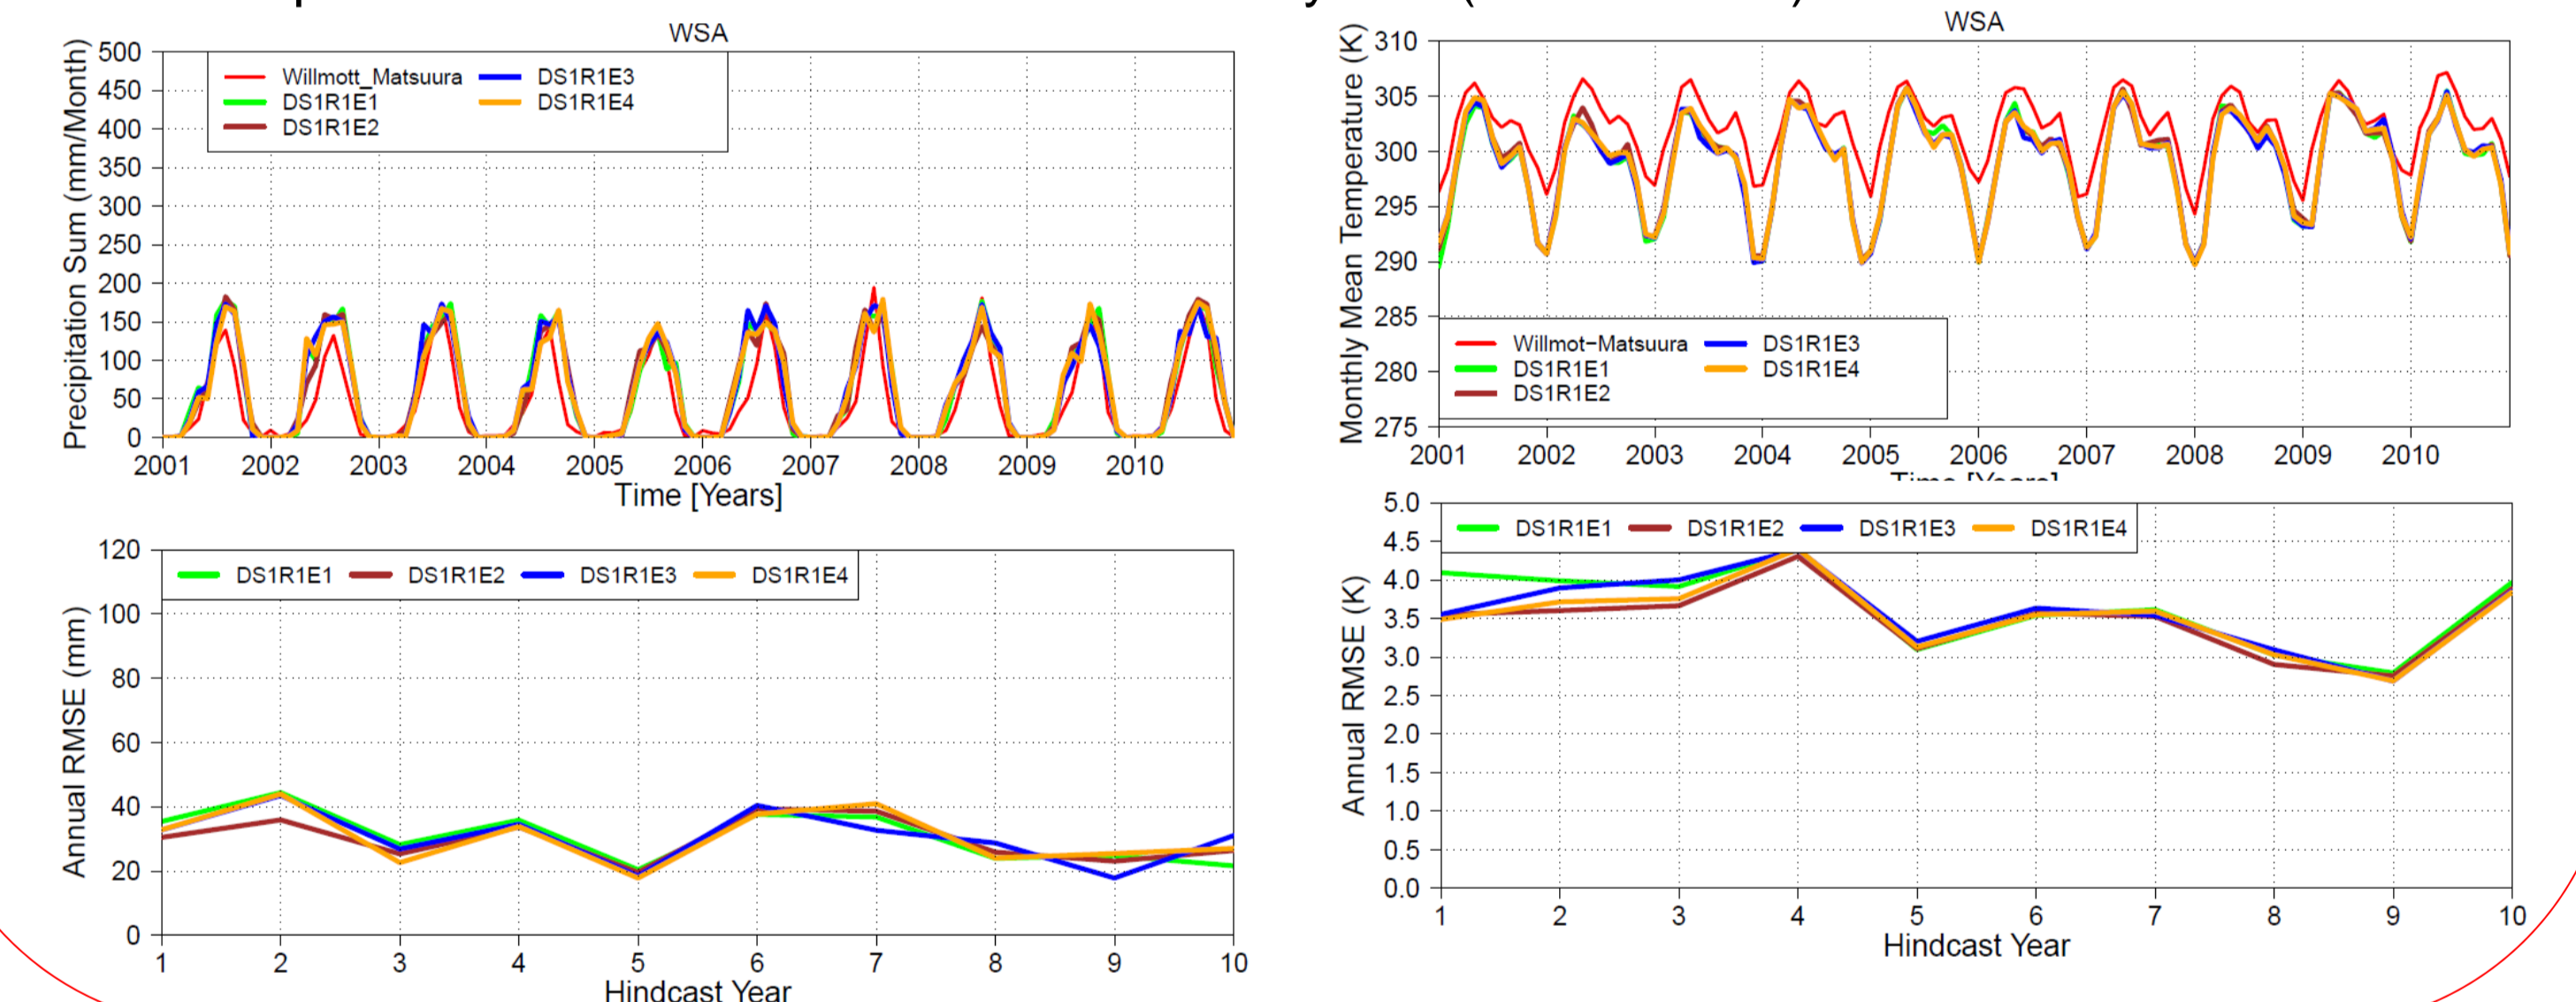 WSA
Precipitation Sum (mm/Month)
500
450
400
350
300
250
200
150
100
50
0
Willmott_Matsuura
DS1R1E1
DS1R1E2
DS1R1E3
DS1R1E4
2001 2002 2003 2004 2005 2006 2007 2008 2009 2010
Time [Years]
WSA
Monthly Mean Temperature (K)
310
305
300
295
290
285
280
275
Willmot-Matsuura
DS1R1E1
DS1R1E2
DS1R1E3
DS1R1E4
2001 2002 2003 2004 2005 2006 2007 2008 2009 2010
Time [Years]
Annual RMSE (mm)
120
100
80
60
40
20
0
DS1R1E1 DS1R1E2 DS1R1E3 DS1R1E4
1 2 3 4 5 6 7 8 9 10
Hindcast Year
Annual RMSE (K)
5.0
4.5
4.0
3.5
3.0
2.5
2.0
1.5
1.0
0.5
0.0
DS1R1E1 DS1R1E2 DS1R1E3 DS1R1E4
1 2 3 4 5 6 7 8 9 10
Hindcast Year